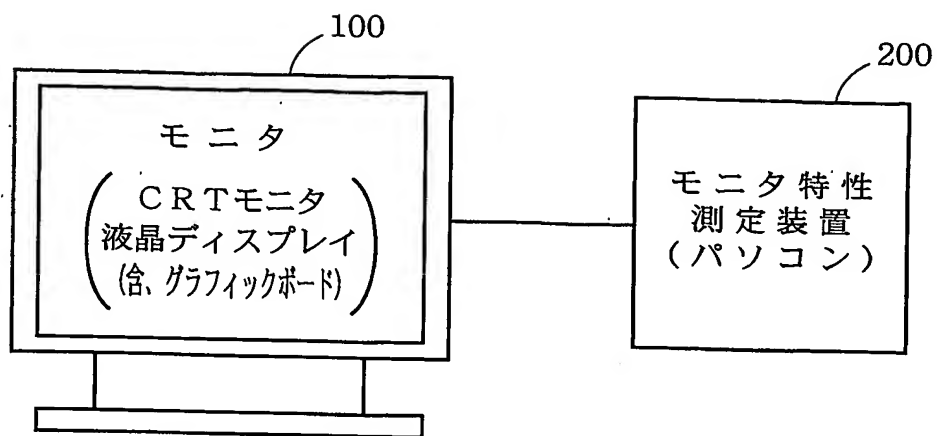 100
200
モニタ
CRTモニタ
液晶ディスプレイ
(含、グラフィックボード)
モニタ特性
測定装置
(パソコン)